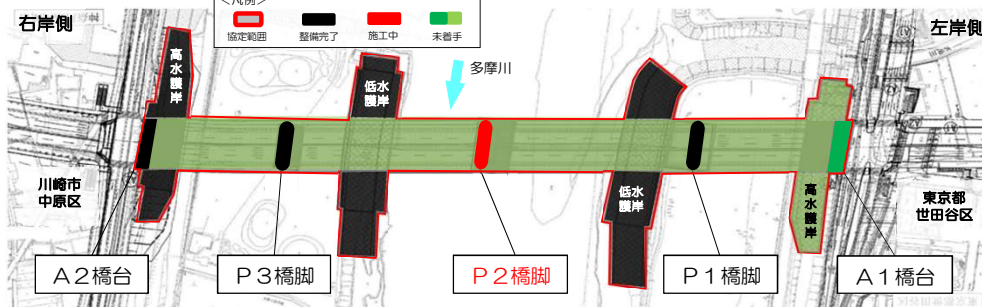 <凡例>
協定範囲
整備完了
施工中
未着手
右岸側
左岸側
多摩川
高水護岸
低水護岸
低水護岸
高水護岸
川崎市
中原区
東京都
世田谷区
A2橋台
P3橋脚
P2橋脚
P1橋脚
A1橋台